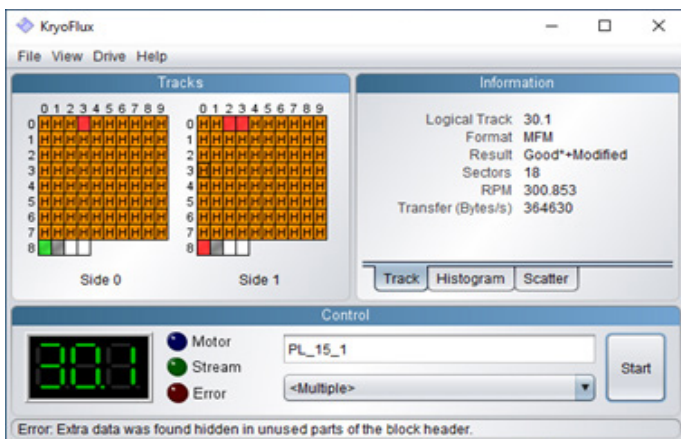 KryoFlux
File View Drive Help
Tracks
0 1 2 3 4 5 6 7 8 9
0 H H H H H H H H H
1 H H H H H H H H H H
2 H H H H H H H H H H
3 H H H H H H H H H H
4 H H H H H H H H H H
5 H H H H H H H H H H
6 H H H H H H H H H H
7 H H H H H H H H H H
8
Side 0
0 1 2 3 4 5 6 7 8 9
0 H H H H H H H H
1 H H H H H H H H H H
2 H H H H H H H H H H
3 H H H H H H H H H H
4 H H H H H H H H H H
5 H H H H H H H H H H
6 H H H H H H H H H H
7 H H H H H H H H H H
8
Side 1
Information
Logical Track 30.1
Format MFM
Result Good*+Modified
Sectors 18
RPM 300.853
Transfer (Bytes/s) 364630
Track Histogram Scatter
Control
30.1
Motor
Stream
Error
PL_15_1
<Multiple>
Start
Error: Extra data was found hidden in unused parts of the block header.